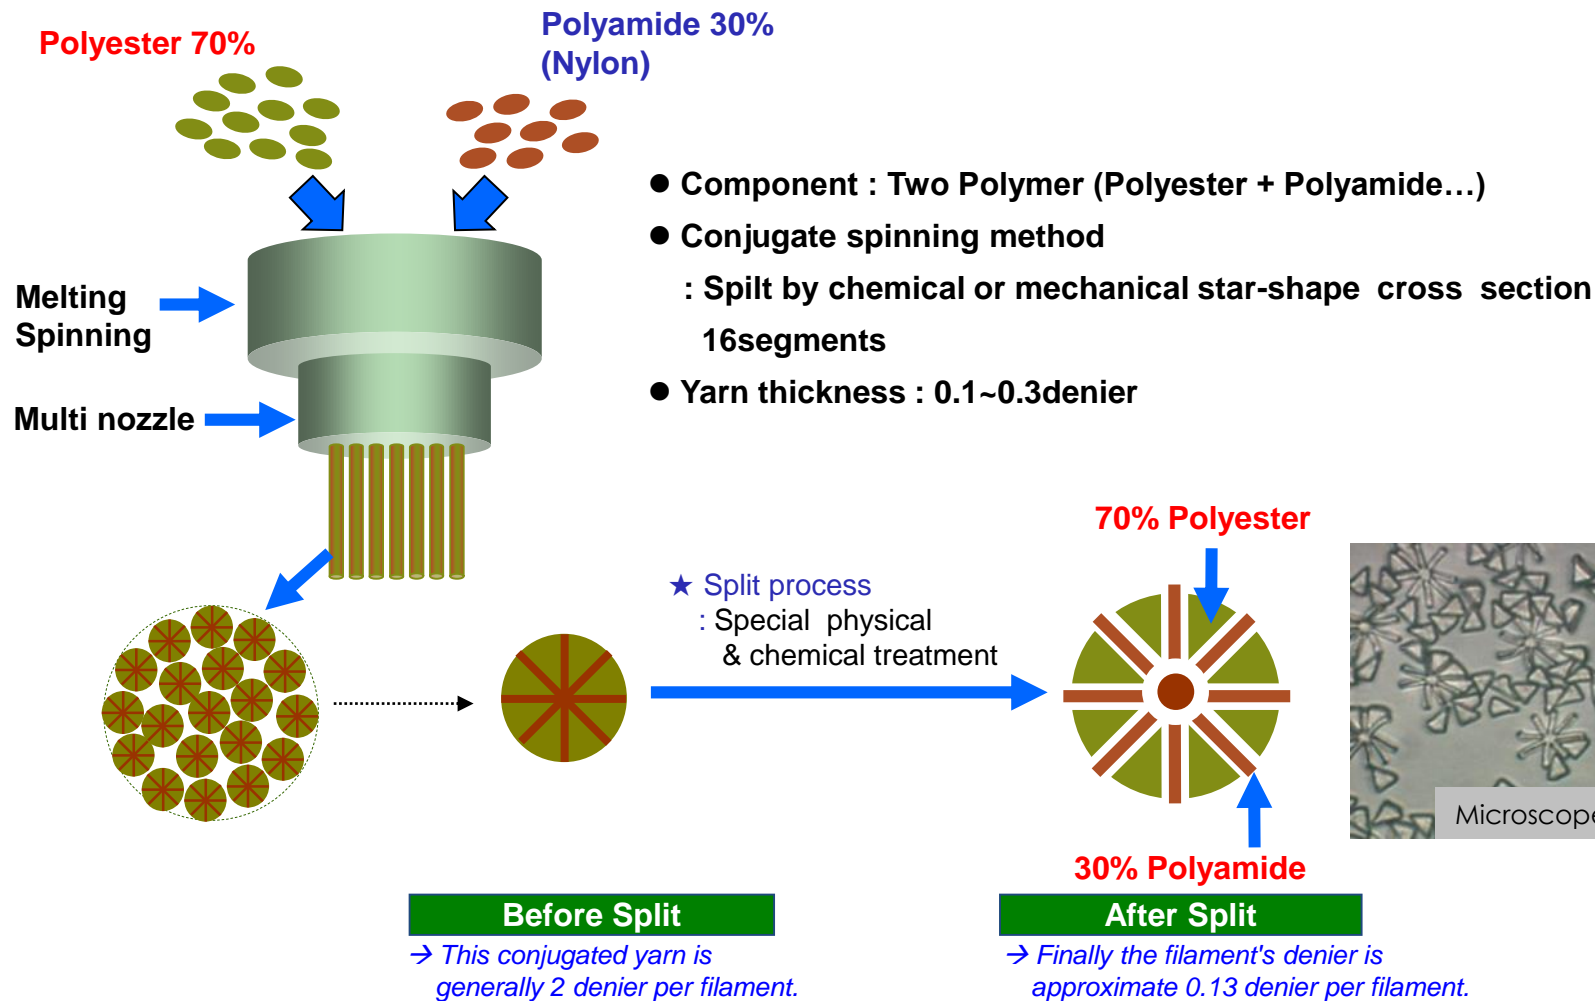 Polyester 70%
Polyamide 30%
(Nylon)
● Component : Two Polymer (Polyester + Polyamide…)
● Conjugate spinning method
: Spilt by chemical or mechanical star-shape cross section
16segments
● Yarn thickness : 0.1~0.3denier
Melting
Spinning
Multi nozzle
★ Split process
: Special physical
& chemical treatment
70% Polyester
30% Polyamide
Microscope
Before Split
→ This conjugated yarn is
generally 2 denier per filament.
After Split
→ Finally the filament's denier is
approximate 0.13 denier per filament.